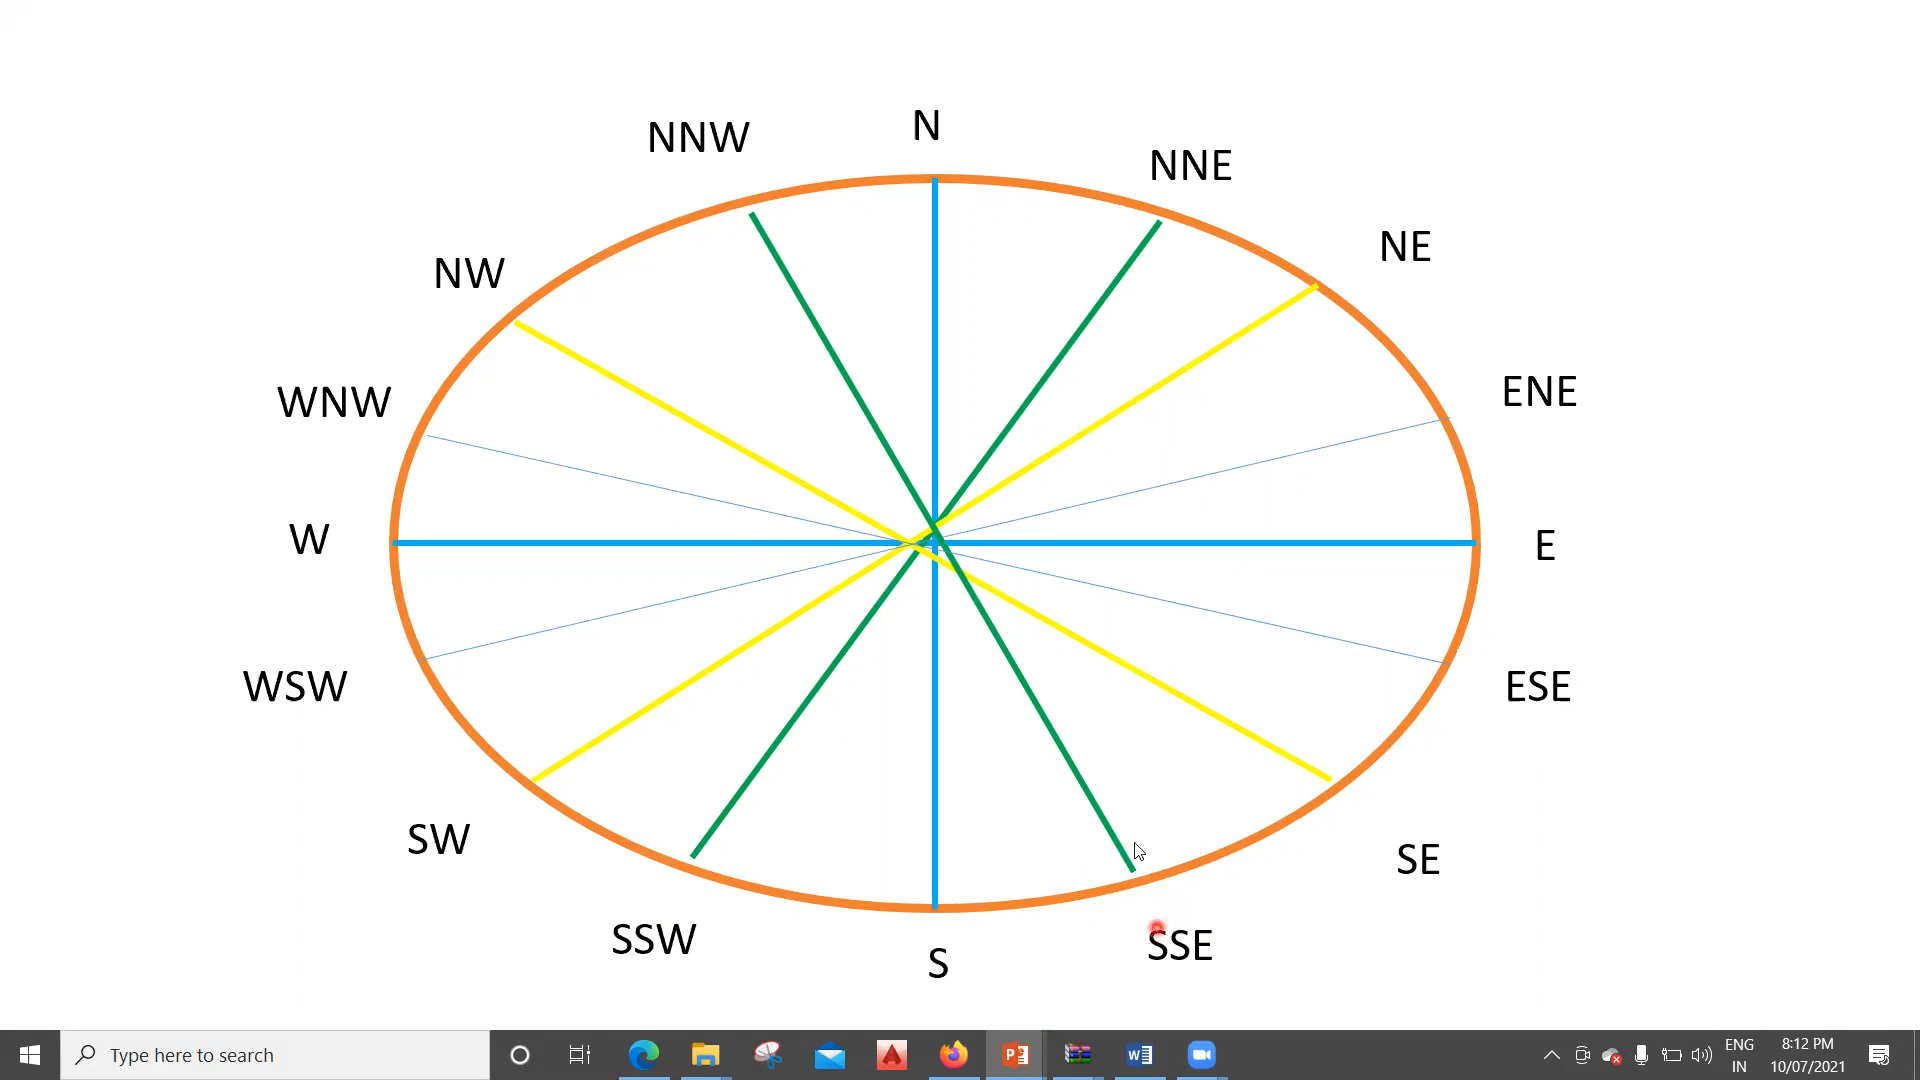 N
NNW
NNE
NE
NW
ENE
WNW
W
E
WSW
ESE
SW
SE
SSW
SSE
S
Type here to search
ENG
IN
8:12 PM
10/07/2021